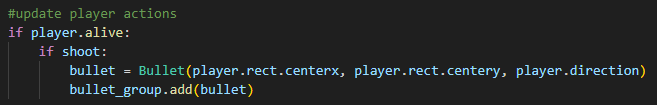 #update player actions
if player.alive:
    if shoot:
        bullet = Bullet(player.rect.centerx, player.rect.centery, player.direction)
        bullet_group.add(bullet)